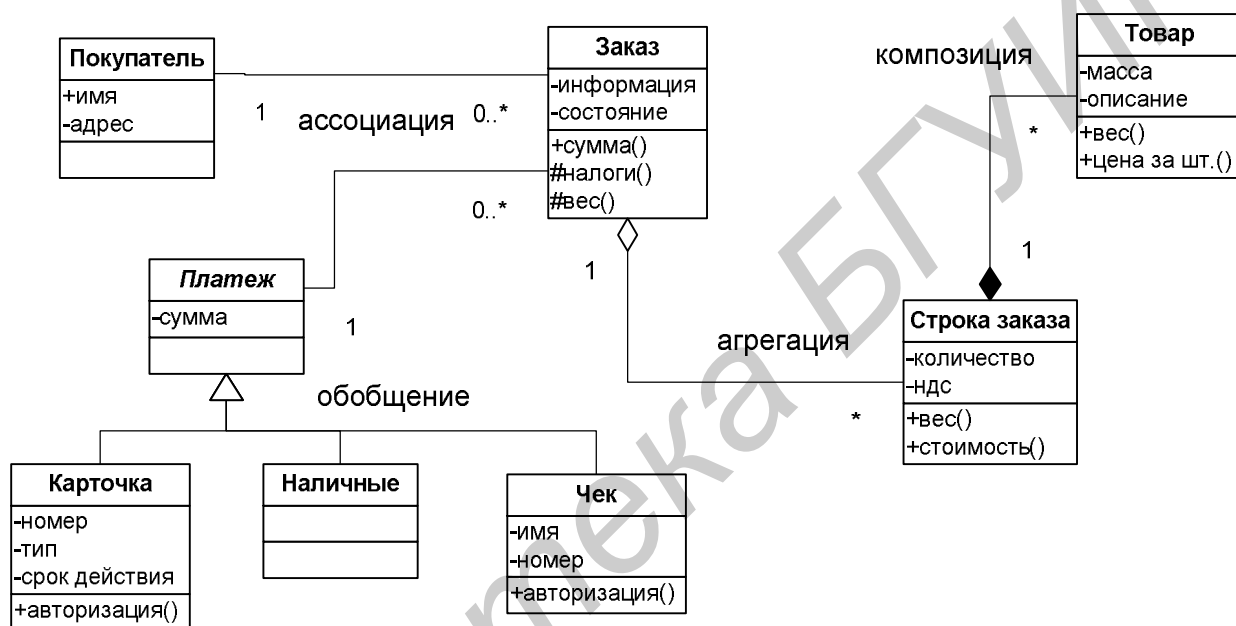 Покупатель
+имя
-адрес
1
ассоциация
0..*
Заказ
-информация
-состояние
+сумма()
#налоги()
#вес()
композиция
Товар
-масса
-описание
+вес()
+цена за шт.()
*
1
0..*
1
Платеж
-сумма
1
агрегация
*
Строка заказа
-количество
-ндс
+вес()
+стоимость()
обобщение
Карточка
-номер
-тип
-срок действия
+авторизация()
Наличные
Чек
-имя
-номер
+авторизация()